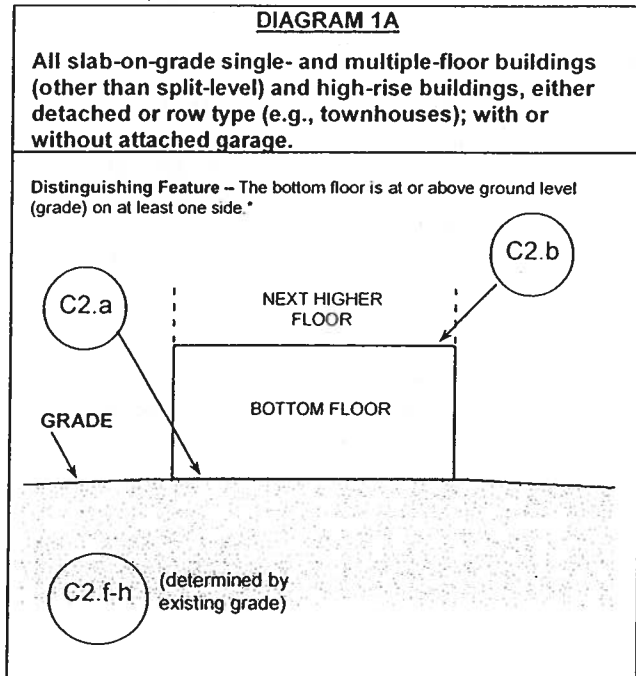 DIAGRAM 1A
All slab-on-grade single- and multiple-floor buildings
(other than split-level) and high-rise buildings, either
detached or row type (e.g., townhouses); with or
without attached garage.
Distinguishing Feature – The bottom floor is at or above ground level
(grade) on at least one side.*
C2.b
C2.a
NEXT HIGHER
FLOOR
BOTTOM FLOOR
GRADE
C2.f-h
(determined by
existing grade)